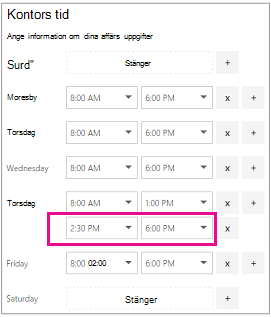 Kontors tid
Ange information om dina affärs uppgifter
Surd" Stänger +
Moresby 8:00 AM 6:00 PM x +
Torsdag 8:00 AM 6:00 PM x +
Wednesday 8:00 AM 6:00 PM x +
Torsdag 8:00 AM 1:00 PM x +
2:30 PM 6:00 PM x
Friday 8:00 02:00 6:00 PM x +
Saturday Stänger +